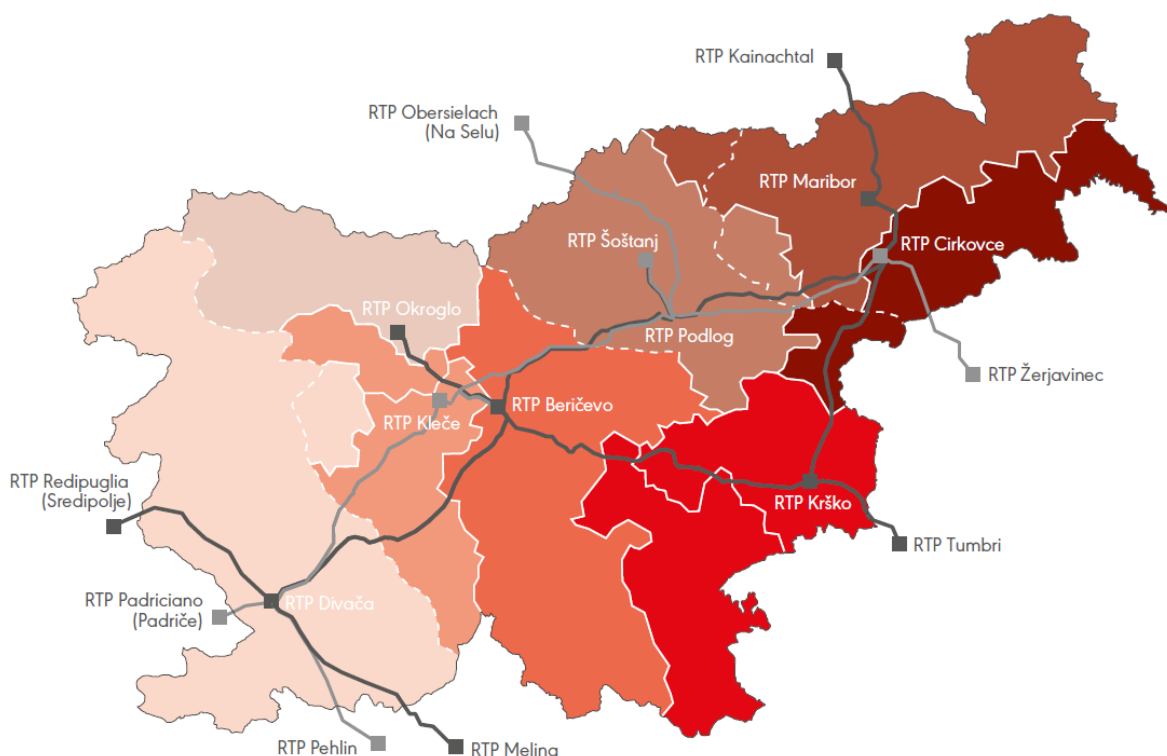 RTP Kainachtal
RTP Obersielach
(Na Selu)
RTP Maribor
RTP Šoštanj
RTP Cirkovce
RTP Okroglo
RTP Podlog
RTP Žerjavinec
RTP Kleče
RTP Beričevo
RTP Redipuglia
(Sredipolje)
RTP Krško
RTP Tumbri
RTP Padriciano
(Padriče)
RTP Divača
RTP Pehlin
RTP Melina